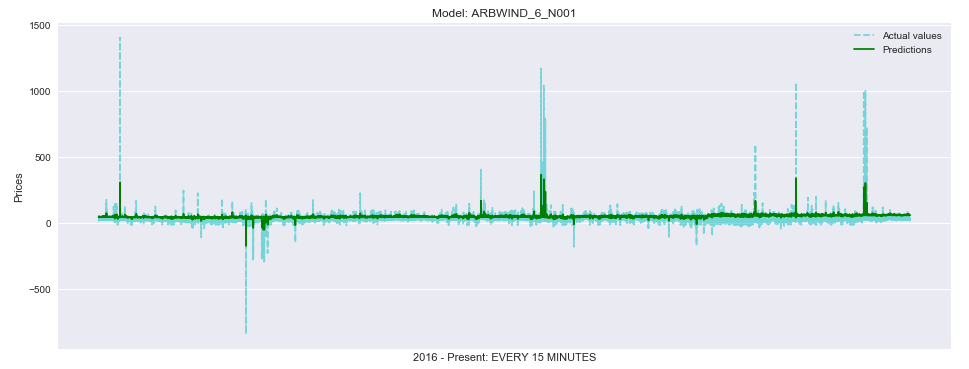 Model: ARBWIND_6_N001
Actual values
Predictions
1500
1000
500
0
−500
Prices
2016 - Present: EVERY 15 MINUTES